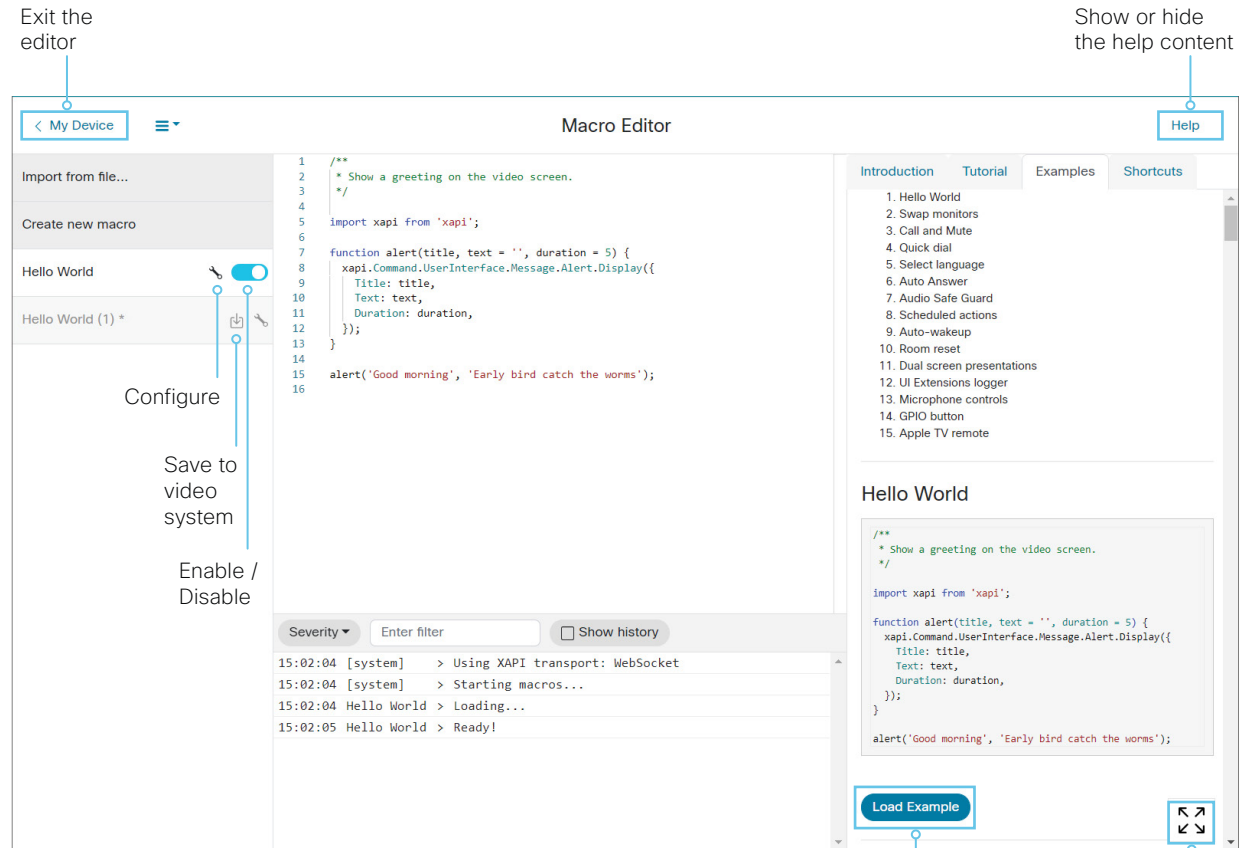 Exit the
editor
Show or hide
the help content
< My Device
Macro Editor
Help
Import from file...
Create new macro
Hello World
Hello World (1) *
Configure
Save to
video
system
Enable /
Disable
1 /**
2 * Show a greeting on the video screen.
3 */
4
5 import xapi from 'xapi';
6
7 function alert(title, text = '', duration = 5) {
8 xapi.Command.UserInterface.Message.Alert.Display({
9 Title: title,
10 Text: text,
11 Duration: duration,
12 });
13 }
14
15 alert('Good morning', 'Early bird catch the worms');
16
Severity
Enter filter
Show history
15:02:04 [system] > Using XAPI transport: WebSocket
15:02:04 [system] > Starting macros...
15:02:04 Hello World > Loading...
15:02:05 Hello World > Ready!
Introduction Tutorial Examples Shortcuts
1. Hello World
2. Swap monitors
3. Call and Mute
4. Quick dial
5. Select language
6. Auto Answer
7. Audio Safe Guard
8. Scheduled actions
9. Auto-wakeup
10. Room reset
11. Dual screen presentations
12. UI Extensions logger
13. Microphone controls
14. GPIO button
15. Apple TV remote
Hello World
/**
* Show a greeting on the video screen.
*/
import xapi from 'xapi';
function alert(title, text = '', duration = 5) {
xapi.Command.UserInterface.Message.Alert.Display({
Title: title,
Text: text,
Duration: duration,
});
}
alert('Good morning', 'Early bird catch the worms');
Load Example